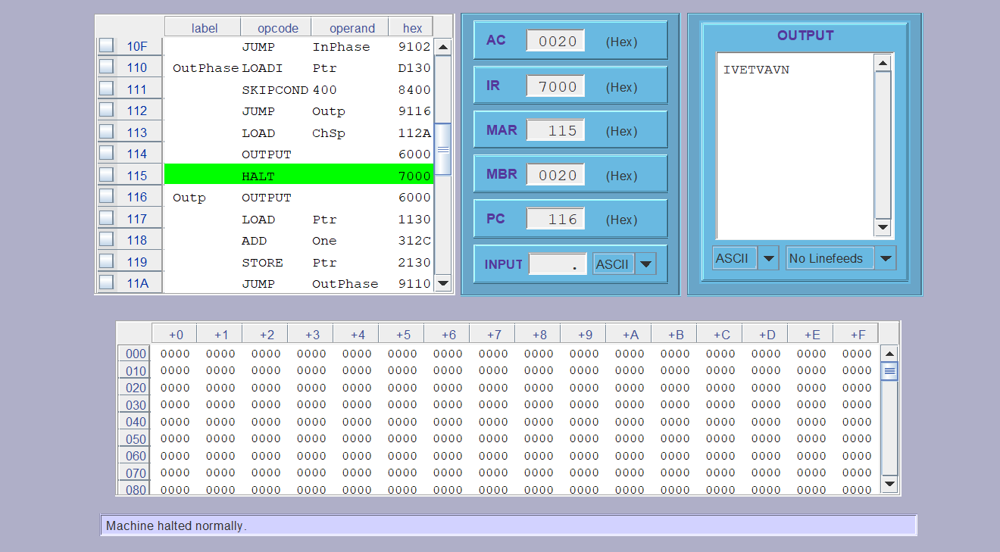 label opcode operand hex
10F JUMP InPhase 9102
110 OutPhase LOADI Ptr D130
111 SKIPCOND 400 8400
112 JUMP Outp 9116
113 LOAD ChSp 112A
114 OUTPUT 6000
115 HALT 7000
116 Outp OUTPUT 6000
117 LOAD Ptr 1130
118 ADD One 312C
119 STORE Ptr 2130
11A JUMP OutPhase 9110
AC 0020 (Hex)
IR 7000 (Hex)
MAR 115 (Hex)
MBR 0020 (Hex)
PC 116 (Hex)
INPUT . ASCII
OUTPUT
IVETVAVN
ASCII No Linefeeds
+0 +1 +2 +3 +4 +5 +6 +7 +8 +9 +A +B +C +D +E +F
000 0000 0000 0000 0000 0000 0000 0000 0000 0000 0000 0000 0000 0000 0000 0000 0000
010 0000 0000 0000 0000 0000 0000 0000 0000 0000 0000 0000 0000 0000 0000 0000 0000
020 0000 0000 0000 0000 0000 0000 0000 0000 0000 0000 0000 0000 0000 0000 0000 0000
030 0000 0000 0000 0000 0000 0000 0000 0000 0000 0000 0000 0000 0000 0000 0000 0000
040 0000 0000 0000 0000 0000 0000 0000 0000 0000 0000 0000 0000 0000 0000 0000 0000
050 0000 0000 0000 0000 0000 0000 0000 0000 0000 0000 0000 0000 0000 0000 0000 0000
060 0000 0000 0000 0000 0000 0000 0000 0000 0000 0000 0000 0000 0000 0000 0000 0000
070 0000 0000 0000 0000 0000 0000 0000 0000 0000 0000 0000 0000 0000 0000 0000 0000
080 0000 0000 0000 0000 0000 0000 0000 0000 0000 0000 0000 0000 0000 0000 0000 0000
Machine halted normally.